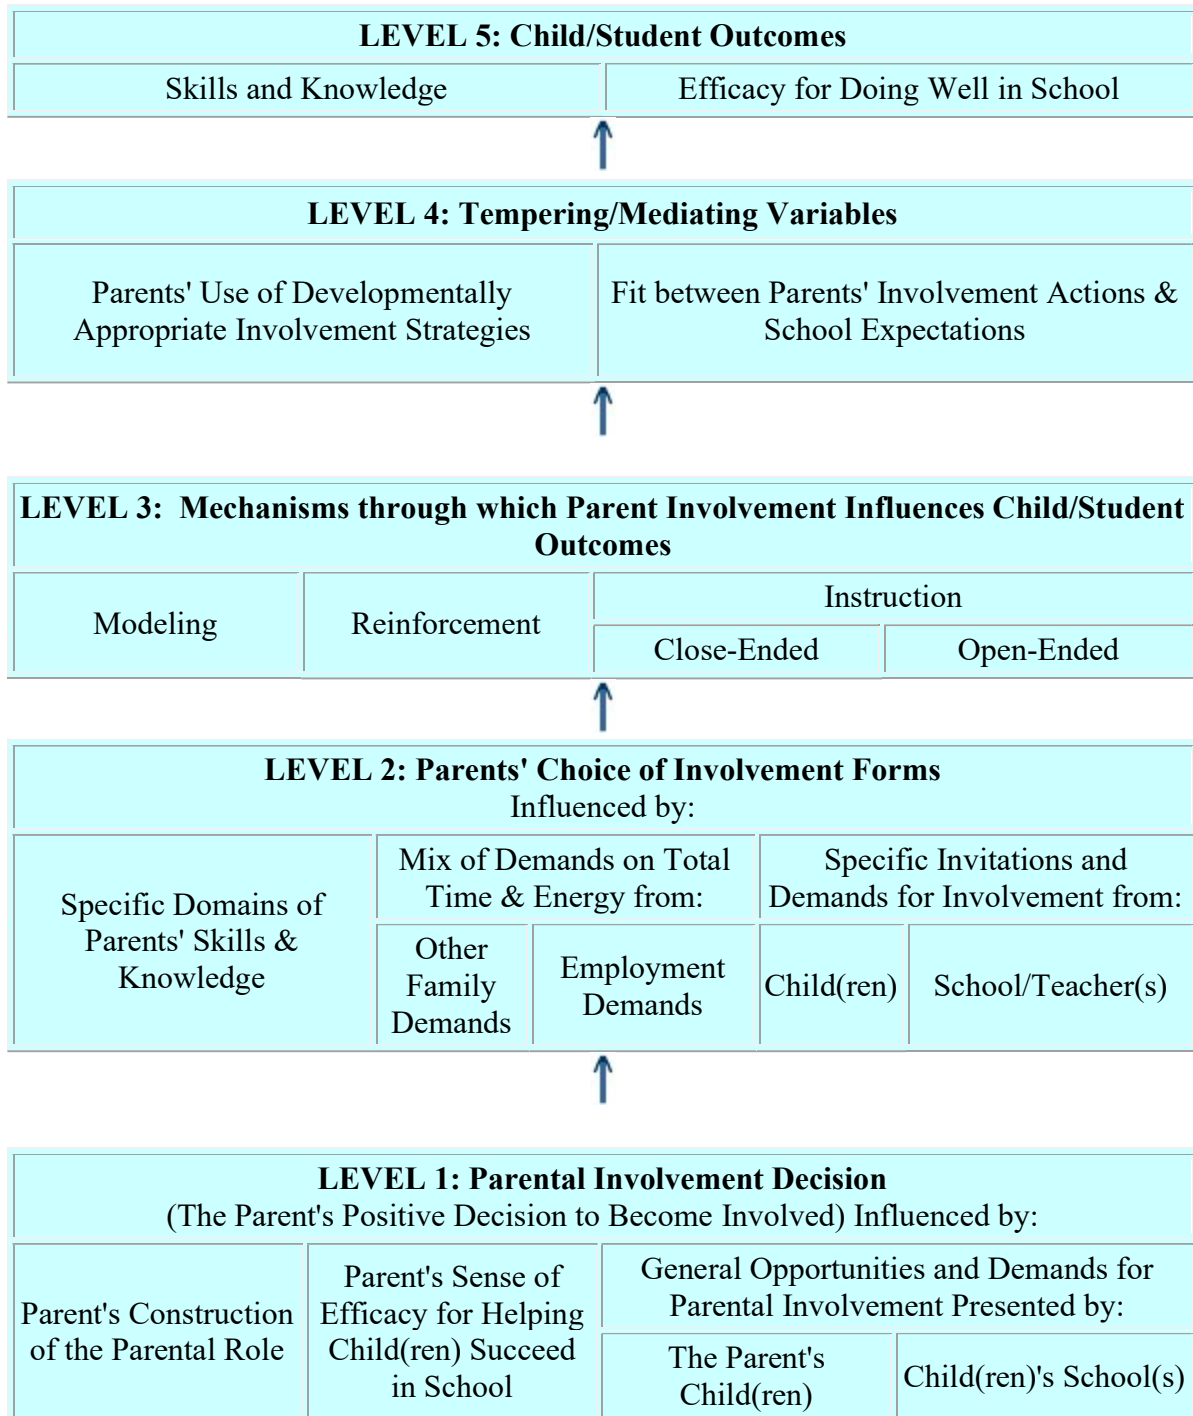 LEVEL 5: Child/Student Outcomes
Skills and Knowledge
Efficacy for Doing Well in School
LEVEL 4: Tempering/Mediating Variables
Parents' Use of Developmentally
Appropriate Involvement Strategies
Fit between Parents' Involvement Actions &
School Expectations
LEVEL 3:  Mechanisms through which Parent Involvement Influences Child/Student
Outcomes
Modeling
Reinforcement
Instruction
Close-Ended
Open-Ended
LEVEL 2: Parents' Choice of Involvement Forms
Influenced by:
Specific Domains of
Parents' Skills &
Knowledge
Mix of Demands on Total
Time & Energy from:
Other
Family
Demands
Employment
Demands
Specific Invitations and
Demands for Involvement from:
Child(ren)
School/Teacher(s)
LEVEL 1: Parental Involvement Decision
(The Parent's Positive Decision to Become Involved) Influenced by:
Parent's Construction
of the Parental Role
Parent's Sense of
Efficacy for Helping
Child(ren) Succeed
in School
General Opportunities and Demands for
Parental Involvement Presented by:
The Parent's
Child(ren)
Child(ren)'s School(s)